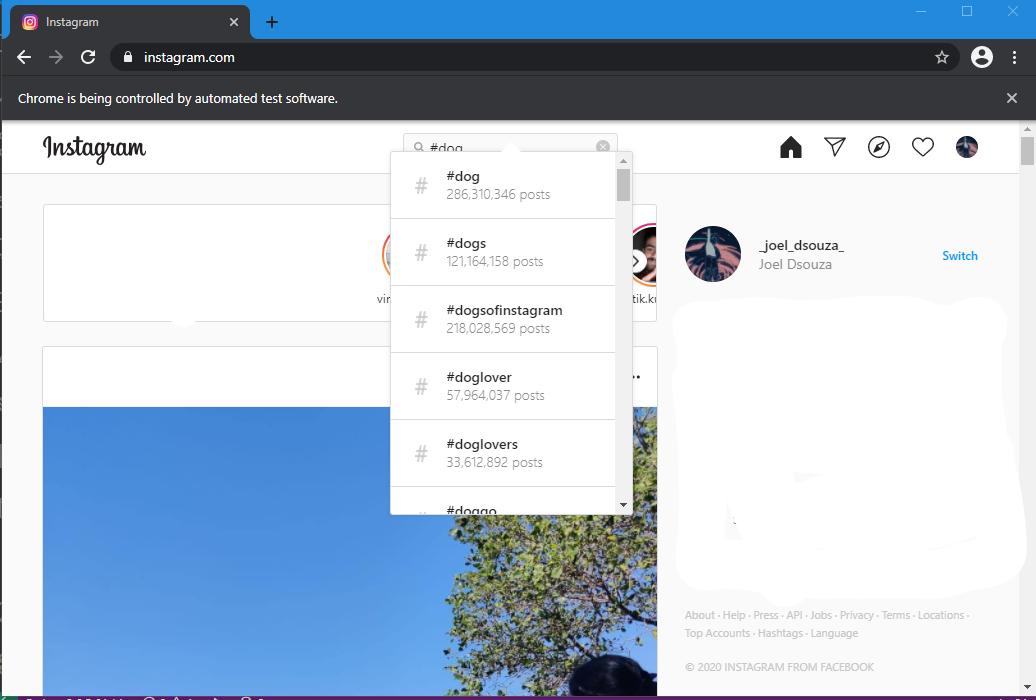 Instagram
instagram.com
Chrome is being controlled by automated test software.
Instagram
#dog
#dog
286,310,346 posts
#dogs
121,164,158 posts
#dogsofinstagram
218,028,569 posts
#doglover
57,964,037 posts
#doglovers
33,612,892 posts
#doggo
_joel_dsouza_
Joel Dsouza
Switch
About · Help · Press · API · Jobs · Privacy · Terms · Locations ·
Top Accounts · Hashtags · Language
© 2020 INSTAGRAM FROM FACEBOOK